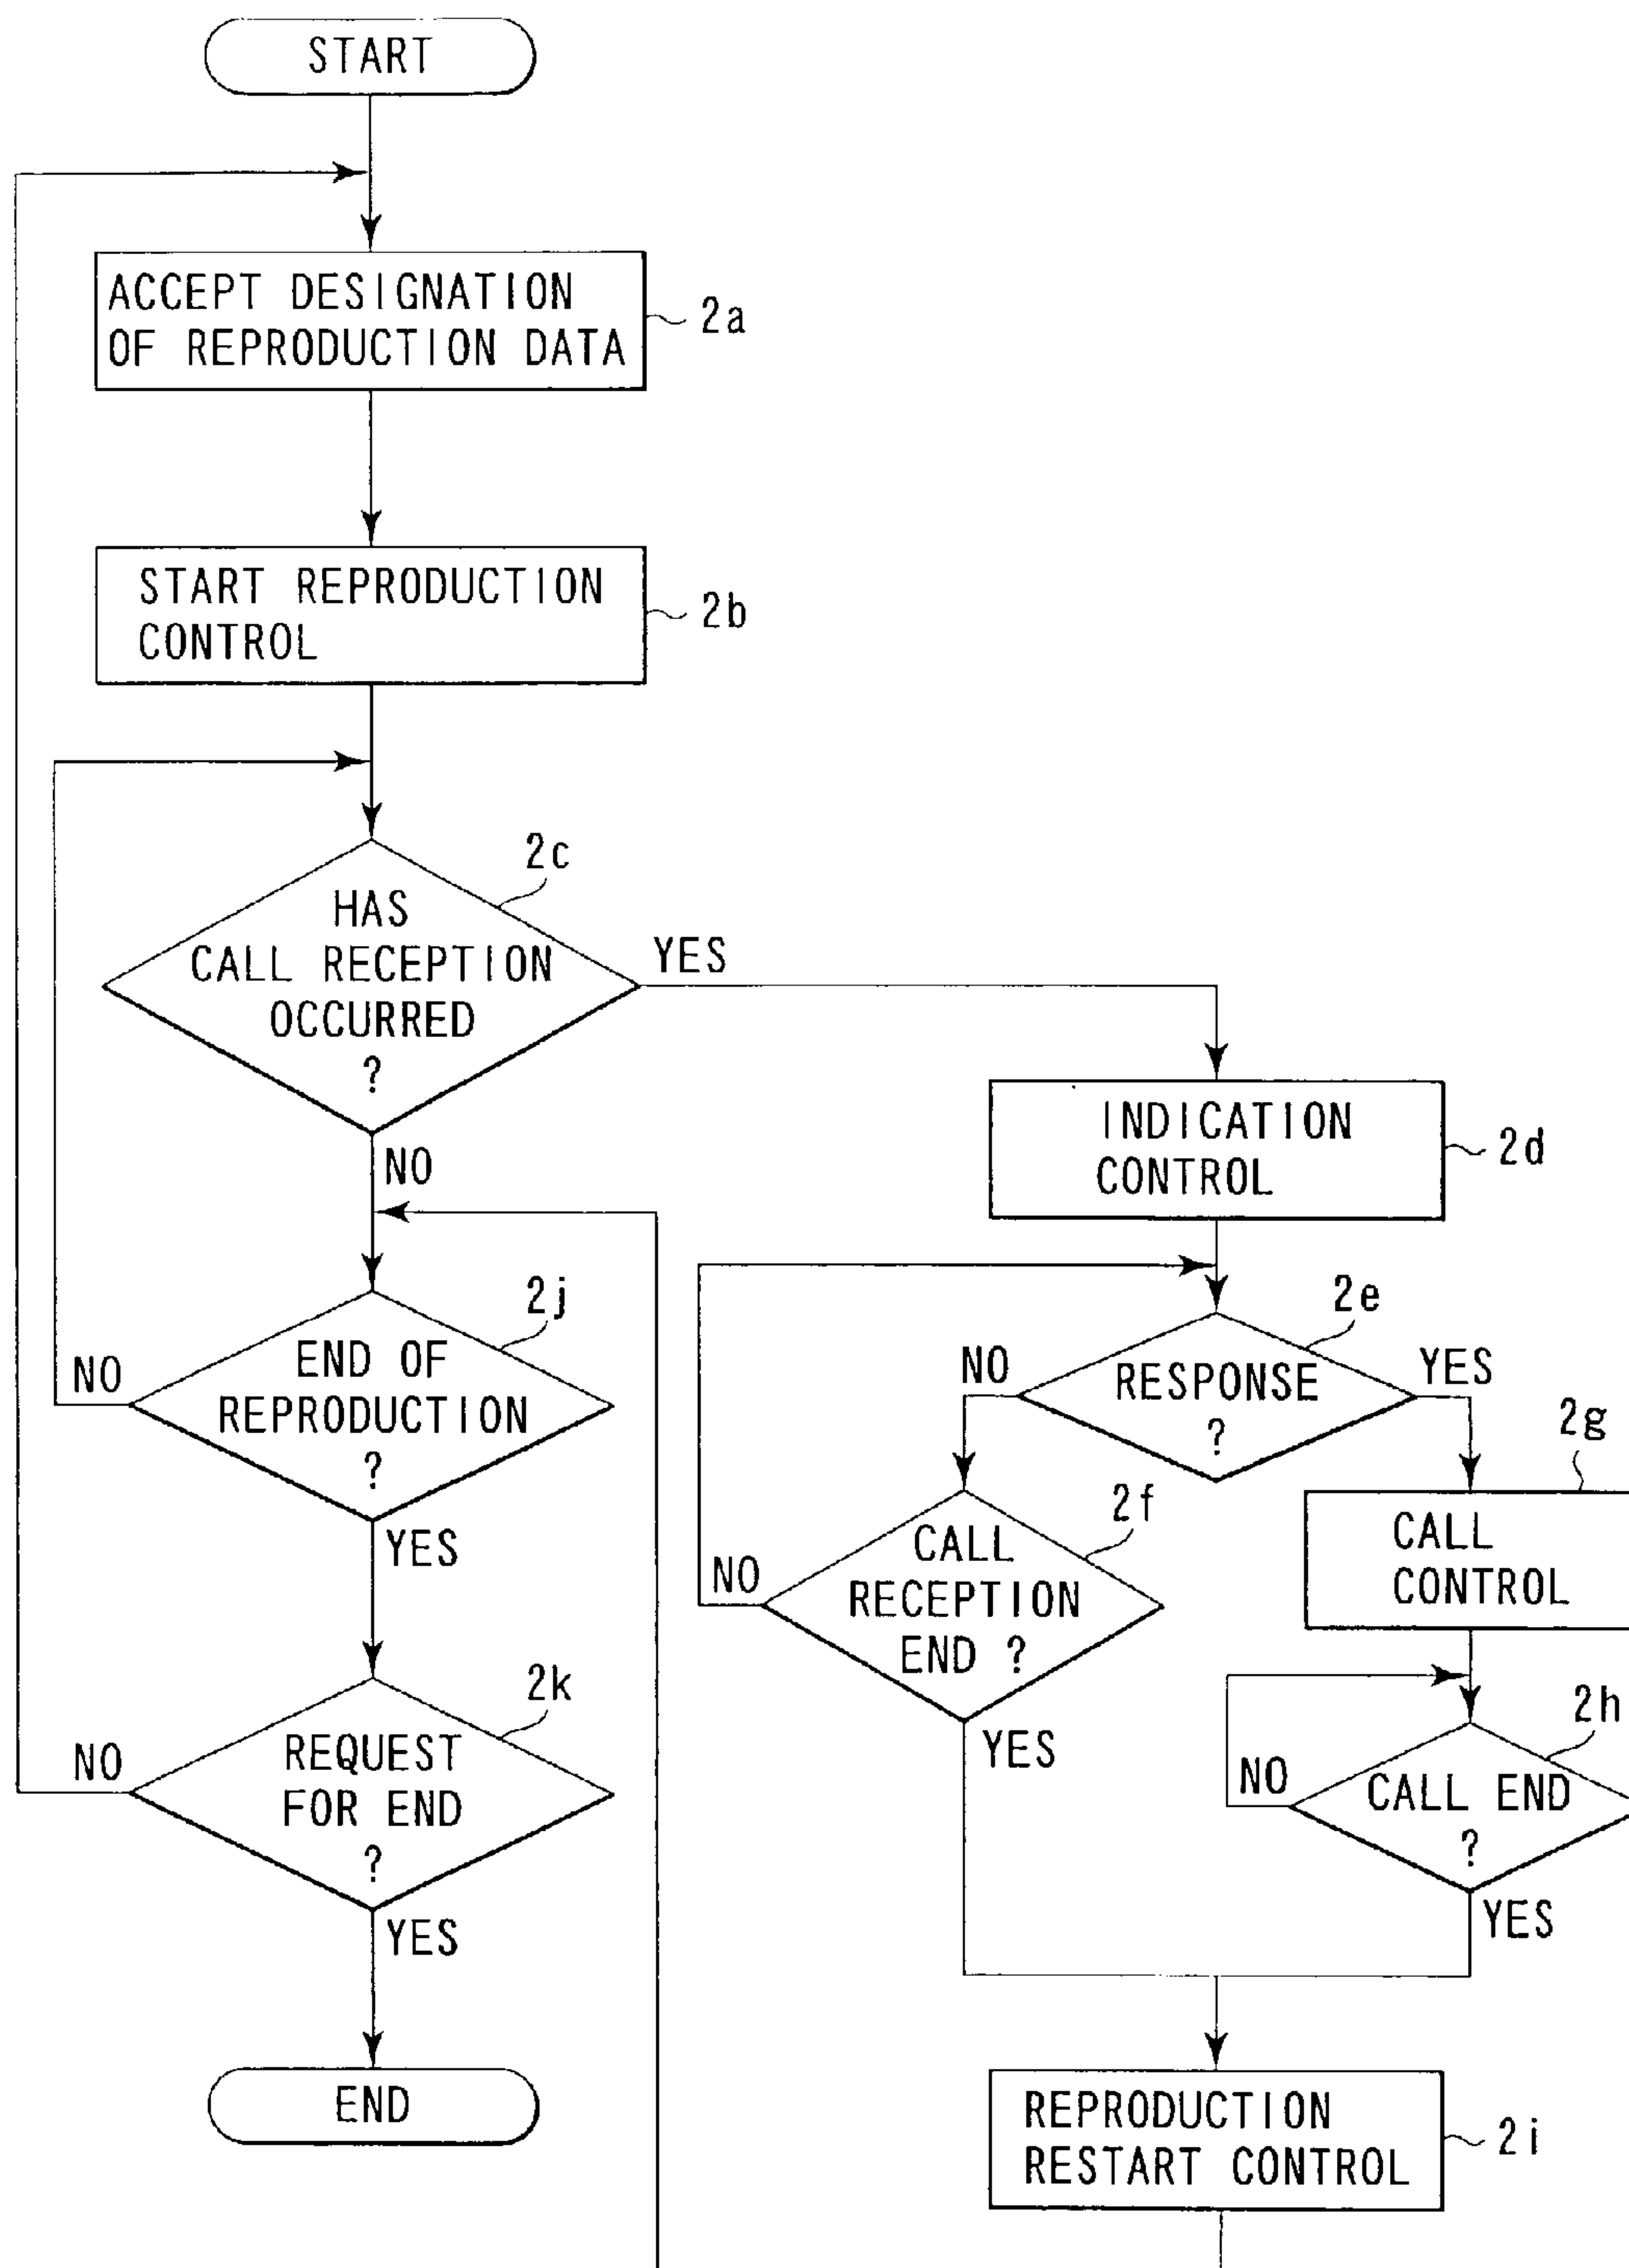 START
ACCEPT DESIGNATION
OF REPRODUCTION DATA
2a
START REPRODUCTION
CONTROL
2b
2c
HAS
CALL RECEPTION
OCCURRED
?
YES
NO
INDICATION
CONTROL
2d
2j
END OF
REPRODUCTION
?
NO
YES
2e
RESPONSE
?
NO
YES
2f
CALL
RECEPTION
END ?
NO
YES
2g
CALL
CONTROL
2h
CALL END
?
NO
YES
2k
REQUEST
FOR END
?
NO
YES
END
REPRODUCTION
RESTART CONTROL
2i